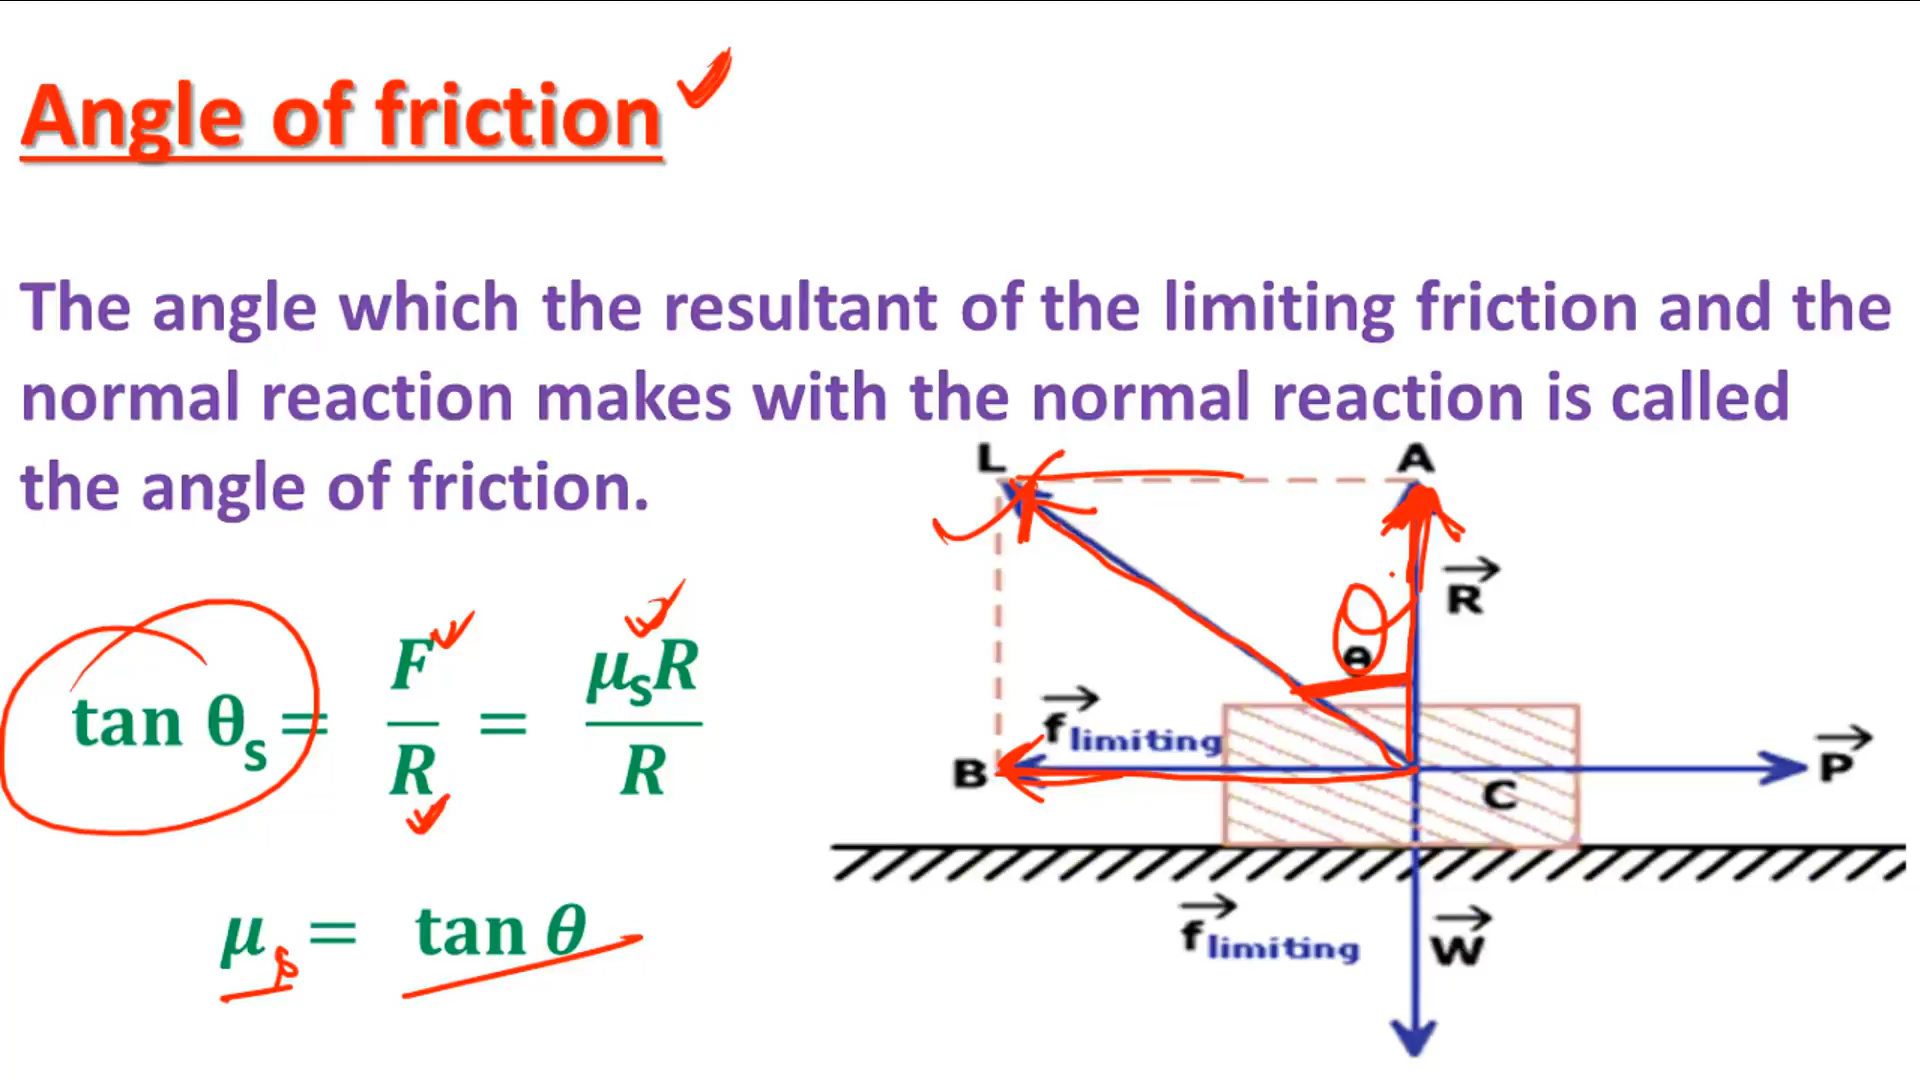 Angle of friction
The angle which the resultant of the limiting friction and the
normal reaction makes with the normal reaction is called
the angle of friction.
tan θs = F/R = μsR/R
μs = tan θ
L
A
R
θ
θ
f limiting
B
C
P
f limiting
W